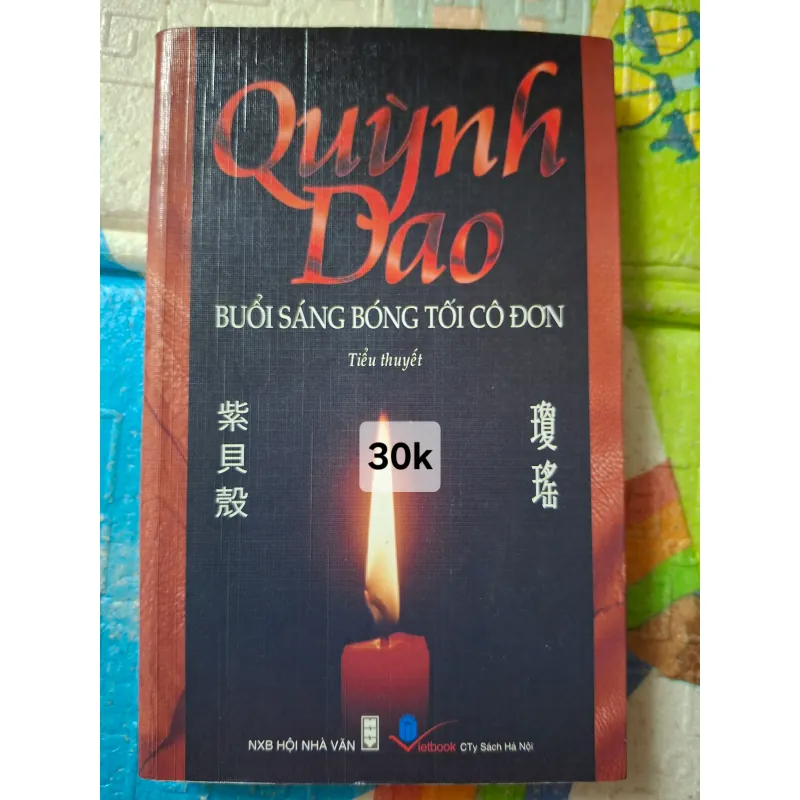 Quỳnh
Dao
BUỔI SÁNG BÓNG TỐI CÔ ĐƠN
Tiểu thuyết
紫貝殼
瓊瑤
30k
NXB HỘI NHÀ VĂN
Vietbook CTy Sách Hà Nội